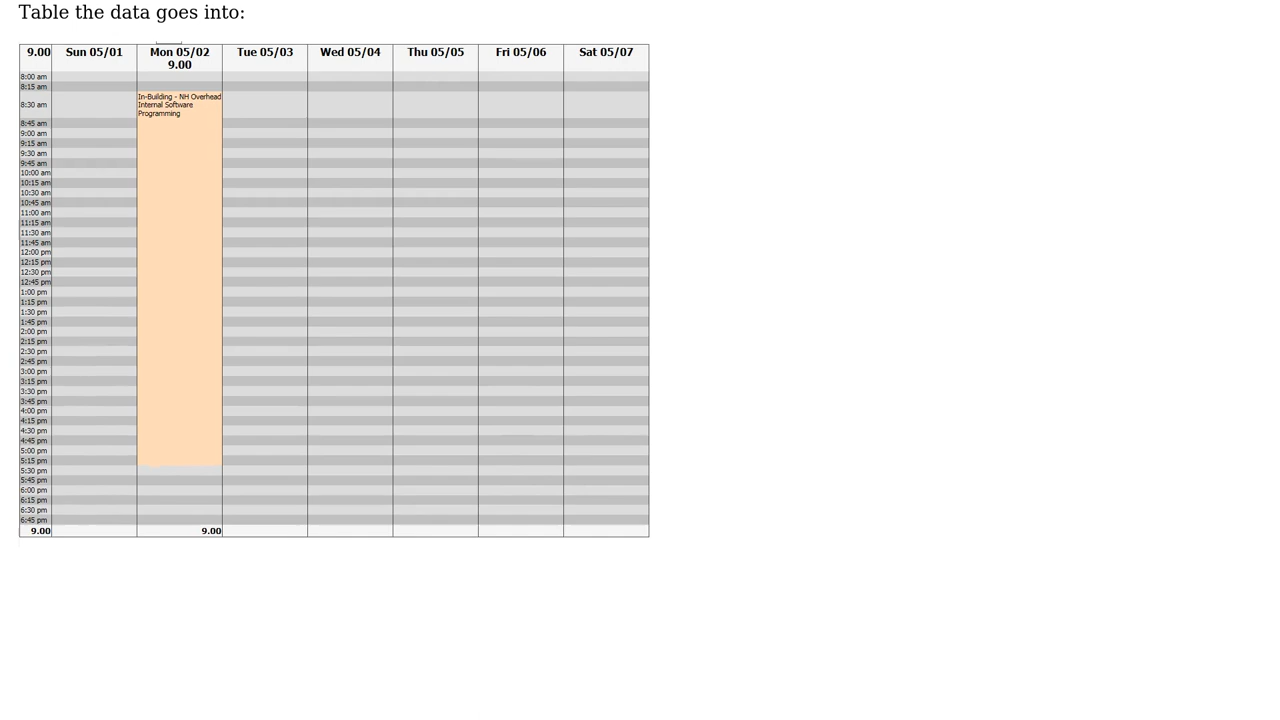 Table the data goes into:
9.00 Sun 05/01 Mon 05/02 Tue 05/03 Wed 05/04 Thu 05/05 Fri 05/06 Sat 05/07
9.00
8:00 am
8:15 am
In-Building - NH Overhead
8:30 am Internal Software
Programming
8:45 am
9:00 am
9:15 am
9:30 am
9:45 am
10:00 am
10:15 am
10:30 am
10:45 am
11:00 am
11:15 am
11:30 am
11:45 am
12:00 pm
12:15 pm
12:30 pm
12:45 pm
1:00 pm
1:15 pm
1:30 pm
1:45 pm
2:00 pm
2:15 pm
2:30 pm
2:45 pm
3:00 pm
3:15 pm
3:30 pm
3:45 pm
4:00 pm
4:15 pm
4:30 pm
4:45 pm
5:00 pm
5:15 pm
5:30 pm
5:45 pm
6:00 pm
6:15 pm
6:30 pm
6:45 pm
9.00 9.00